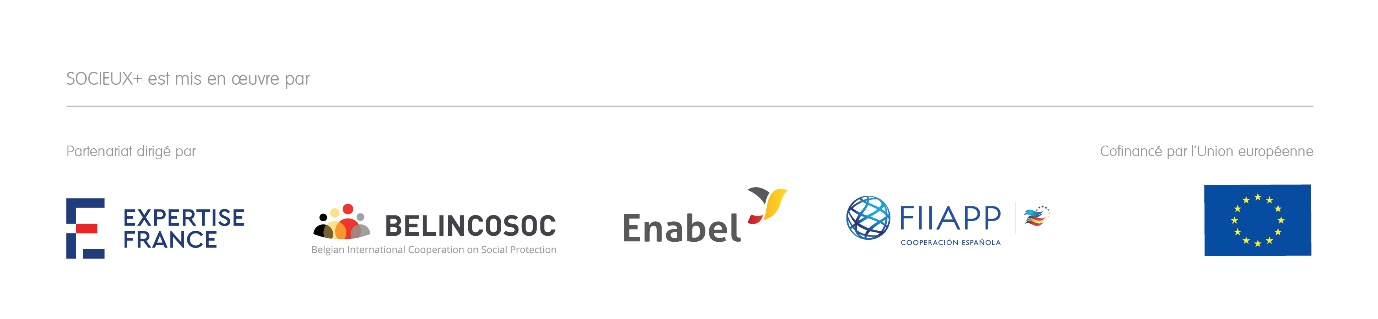 SOCIEUX+ est mis en œuvre par
Partenariat dirigé par
Cofinancé par l'Union européenne
EXPERTISE
FRANCE
BELINCOSOC
Belgian International Cooperation on Social Protection
Enabel
FIIAPP
COOPERACIÓN ESPAÑOLA